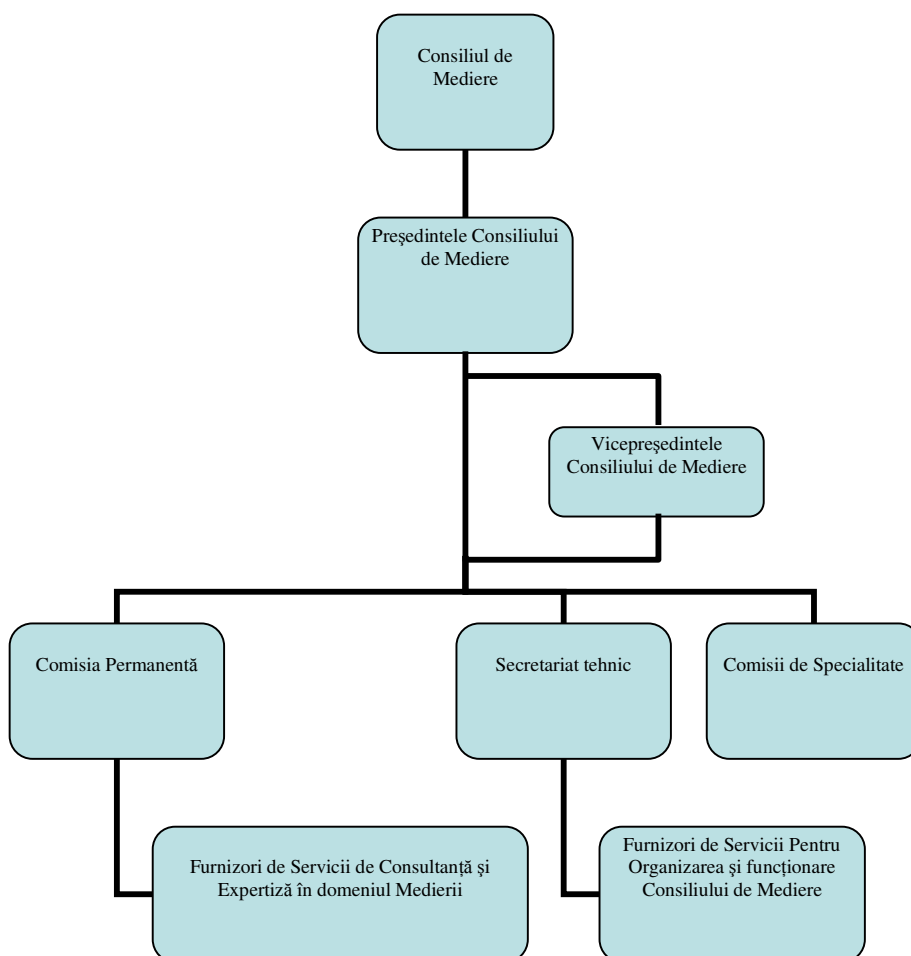 Consiliul de
Mediere
Preşedintele Consiliului
de Mediere
Vicepreşedintele
Consiliului de Mediere
Comisia Permanentă
Secretariat tehnic
Comisii de Specialitate
Furnizori de Servicii de Consultanţă şi
Expertiză în domeniul Medierii
Furnizori de Servicii Pentru
Organizarea şi funcţionare
Consiliului de Mediere